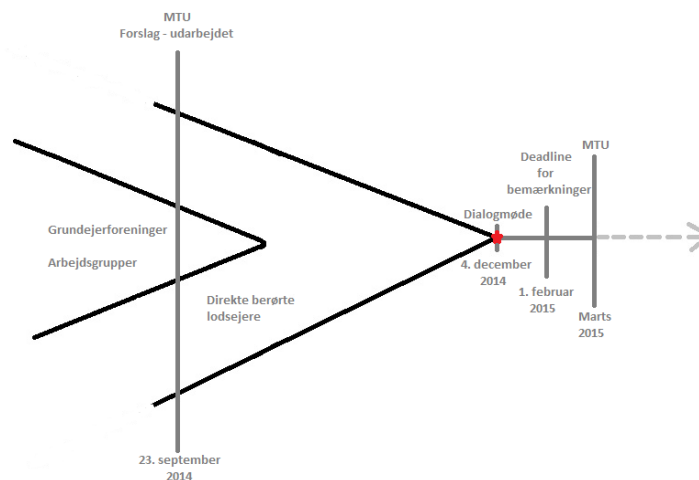 MTU
Forslag - udarbejdet
Grundejerforeninger
Arbejdsgrupper
Direkte berørte
lodsejere
23. september
2014
Dialogmøde
4. december
2014
Deadline
for
bemærkninger
1. februar
2015
MTU
Marts
2015